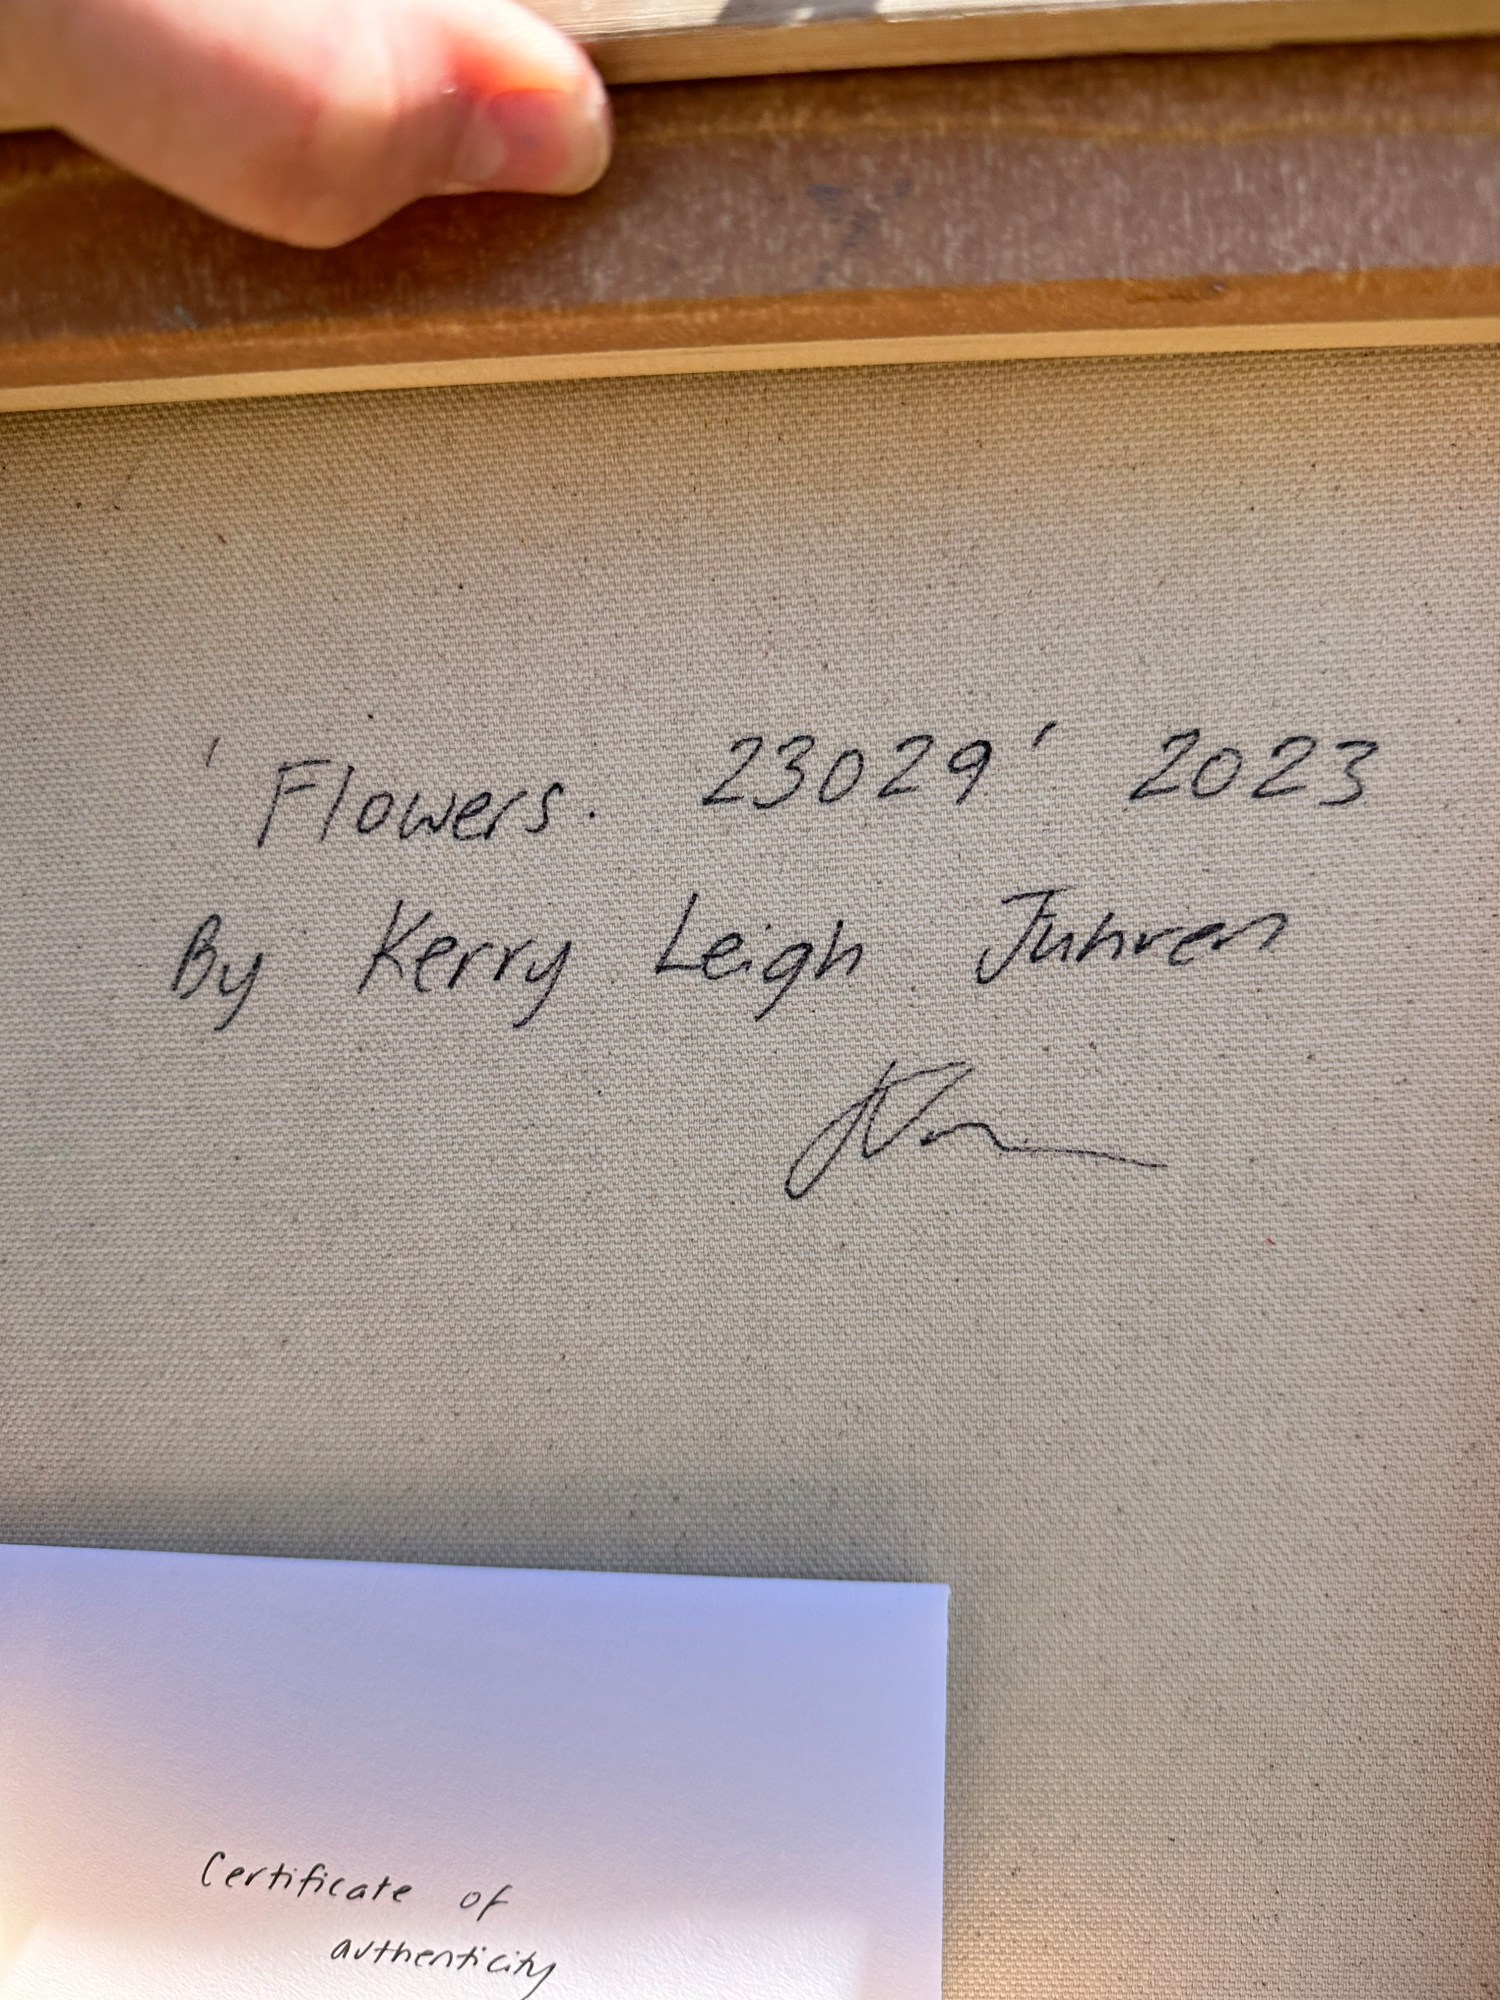 'Flowers. 23029' 2023
By Kerry Leigh Juhren
Certificate of
authenticity